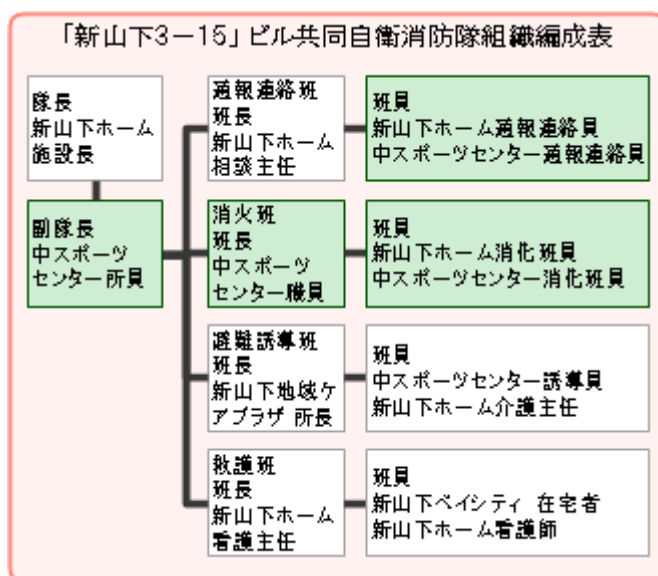 「新山下3－15」ビル共同自衛消防隊組織編成表
隊長
新山下ホーム
施設長
副隊長
中スポーツ
センター所員
通報連絡班
班長
新山下ホーム
相談主任
班員
新山下ホーム通報連絡員
中スポーツセンター通報連絡員
消火班
班長
中スポーツ
センター職員
班員
新山下ホーム消化班員
中スポーツセンター消化班員
避難誘導班
班長
新山下地域ケ
アプラザ 所長
班員
中スポーツセンター誘導員
新山下ホーム介護主任
救護班
班長
新山下ホーム
看護主任
班員
新山下ベイシティ 在宅者
新山下ホーム看護師